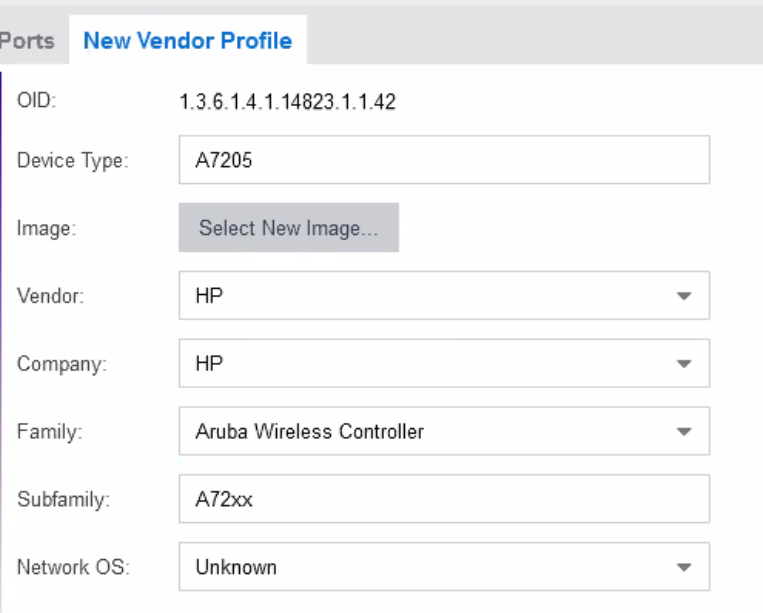 Ports New Vendor Profile
OID: 1.3.6.1.4.1.14823.1.1.42
Device Type: A7205
Image: Select New Image...
Vendor: HP
Company: HP
Family: Aruba Wireless Controller
Subfamily: A72xx
Network OS: Unknown